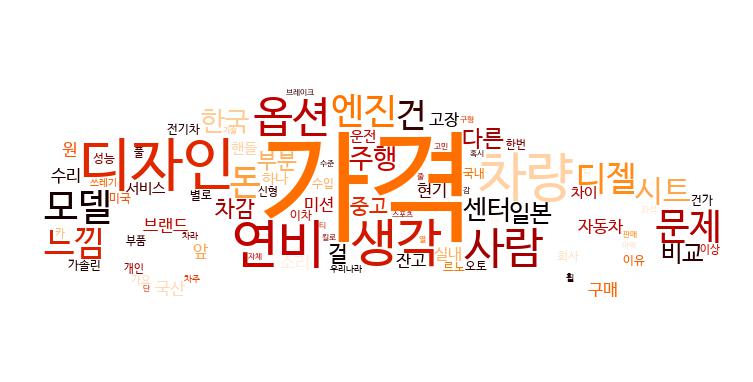 브레이크
한국
옵션
엔진
건
고장
구형
전기차
원
성능
디자인
핸들
부분
운전
주행
가격
다른
한번
고민
혹시
수리
쓰레기
서비스
미국
별로
돈
하나
신형
수준
수입
현기
국내
차량
디젤
시트
차이
건가
모델
브랜드
차감
이차
미션
중고
스포츠
센터
일본
자동차
판매
문제
느낌
부품
차라
앞
연비
티
킬로
걸
생각
잔고
실내
르노
사람
오토
회사
이유
비교
이상
가솔린
개인
단
국산
차주
자체
소리
우리나라
휠
구매